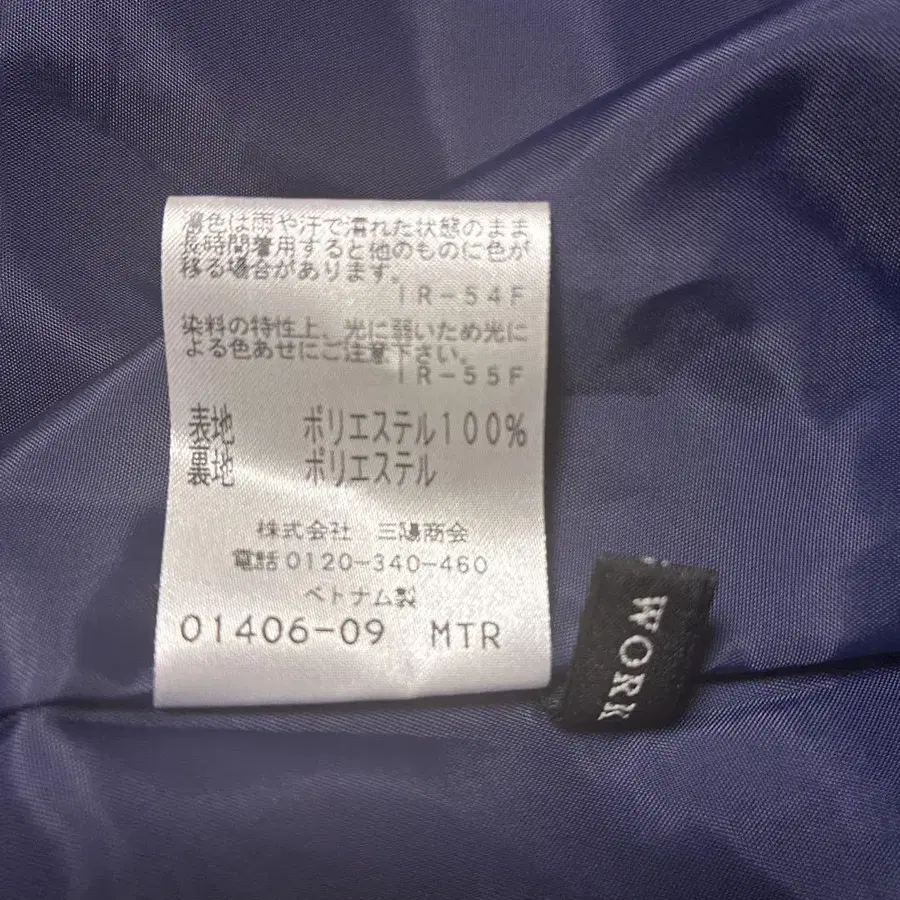 濃色は雨や汗で濡れた状態のまま
長時間着用すると他のものに色が
移る場合があります。
IR-54F
染料の特性上、光に弱いため光に
よる色あせにご注意下さい。
IR-55F
表地 ポリエステル100%
裏地 ポリエステル
株式会社 三陽商会
電話0120-340-460
ベトナム製
01406-09 MTR
WORK